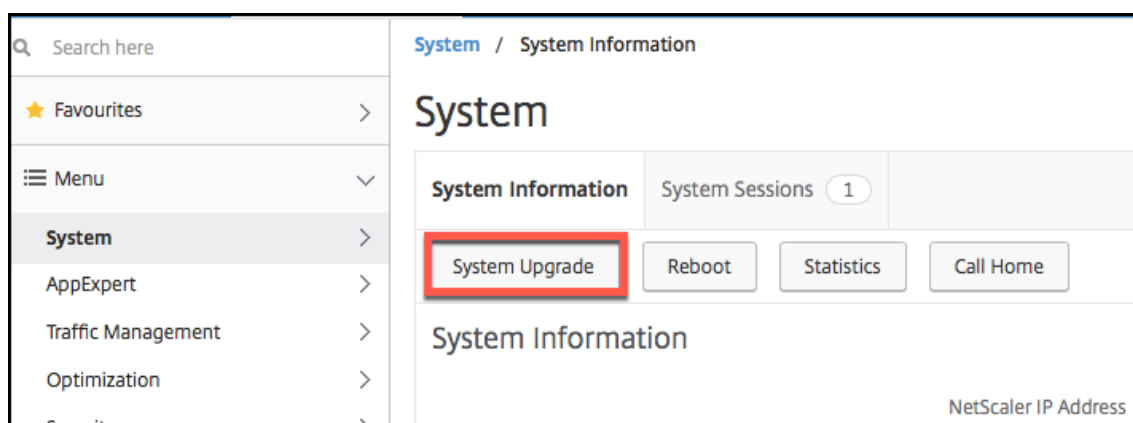 Search here
Favourites
Menu
System
AppExpert
Traffic Management
Optimization
System / System Information
System
System Information
System Sessions 1
System Upgrade
Reboot
Statistics
Call Home
System Information
NetScaler IP Address